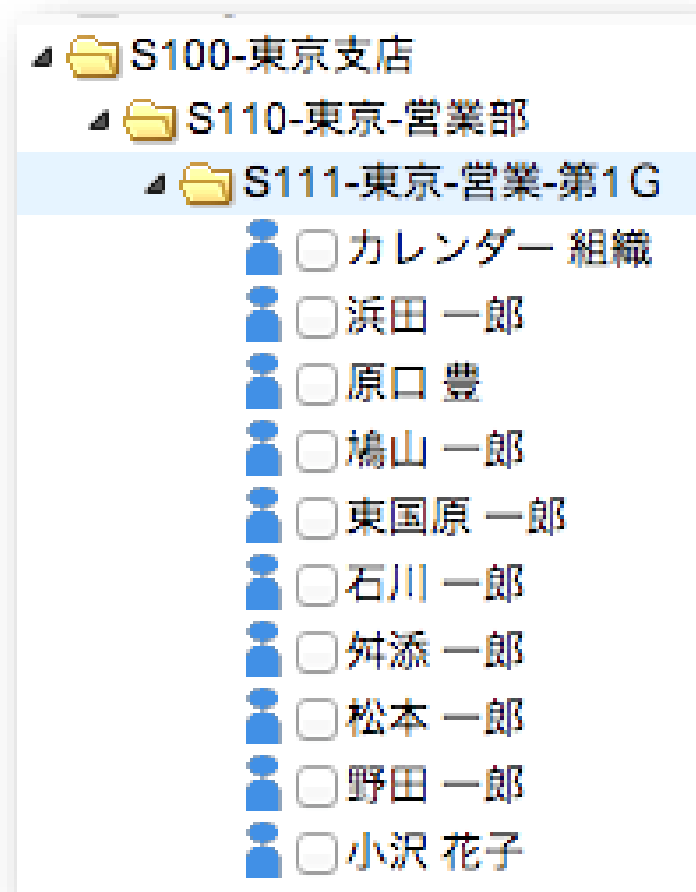 S100-東京支店
S110-東京-営業部
S111-東京-営業-第1G
カレンダー 組織
浜田 一郎
原口 豊
鳩山 一郎
東国原 一郎
石川 一郎
舛添 一郎
松本 一郎
野田 一郎
小沢 花子